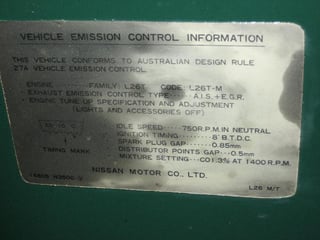 VEHICLE EMISSION CONTROL INFORMATION
THIS VEHICLE CONFORMS TO AUSTRALIAN DESIGN RULE
27A VEHICLE EMISSION CONTROL.
ENGINE FAMILY: L26T CODE: L26T-M
EXHAUST EMISSION CONTROL TYPE A.I.S.+E.G.R.
ENGINE TUNE UP SPECIFICATION AND ADJUSTMENT
(LIGHTS AND ACCESSORIES OFF)
IDLE SPEED 750R.P.M. IN NEUTRAL
IGNITION TIMING 8°B.T.D.C.
SPARK PLUG GAP 0.85mm
DISTRIBUTOR POINTS GAP 0.5mm
MIXTURE SETTING CO1.3% AT 1400 R.P.M.
TIMING MARK
NISSAN MOTOR CO., LTD.
L26 M/T